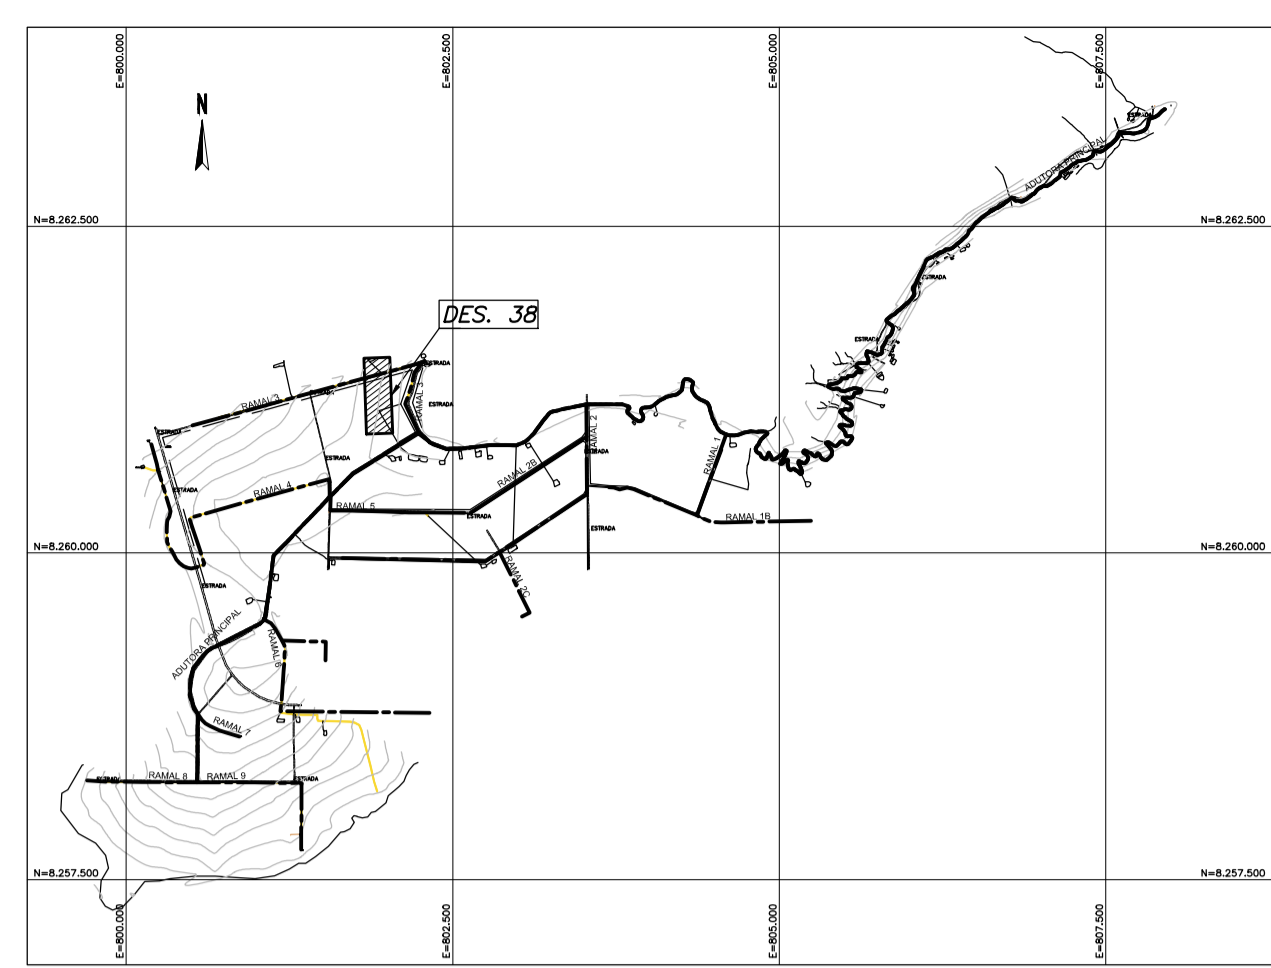 E=800.000
E=802.500
E=805.000
E=807.500
N
ESTRADA
ADUTORA PRINCIPAL
N=8.262.500
N=8.262.500
ESTRADA
DES. 38
ESTRADA
ESTRADA
ESTRADA
RAMAL 3
RAMAL 3
ESTRADA
ESTRADA
RAMAL 2
RAMAL 1
ESTRADA
ESTRADA
RAMAL 2B
RAMAL 4
ESTRADA
RAMAL 5
ESTRADA
RAMAL 1B
ESTRADA
N=8.260.000
N=8.260.000
RAMAL 2C
ESTRADA
ADUTORA PRINCIPAL
RAMAL 6
RAMAL 7
ESTRADA
RAMAL 8
RAMAL 9
ESTRADA
N=8.257.500
N=8.257.500
E=800.000
E=802.500
E=805.000
E=807.500